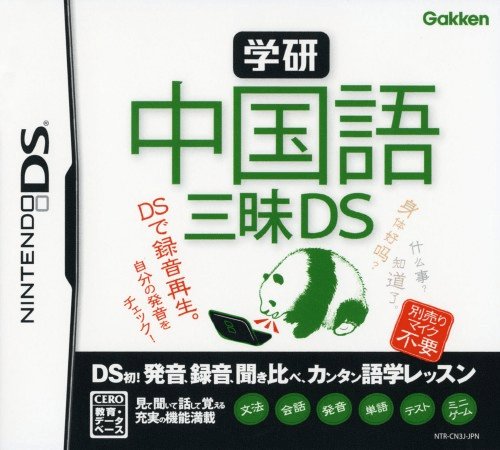 Gakken
NINTENDO DS®
学研
中国語
三昧DS
DSで録音再生。
自分の発音を
チェック!
身体好吗?
知道了
什么事?
別売り
マイク
不要
DS初!発音、録音、聞き比べ、カンタン語学レッスン
CERO
教育・
データ
ベース
見て聞いて話して覚える
充実の機能満載
文法
会話
発音
単語
テスト
ミニ
ゲーム
NTR-CN3J-JPN